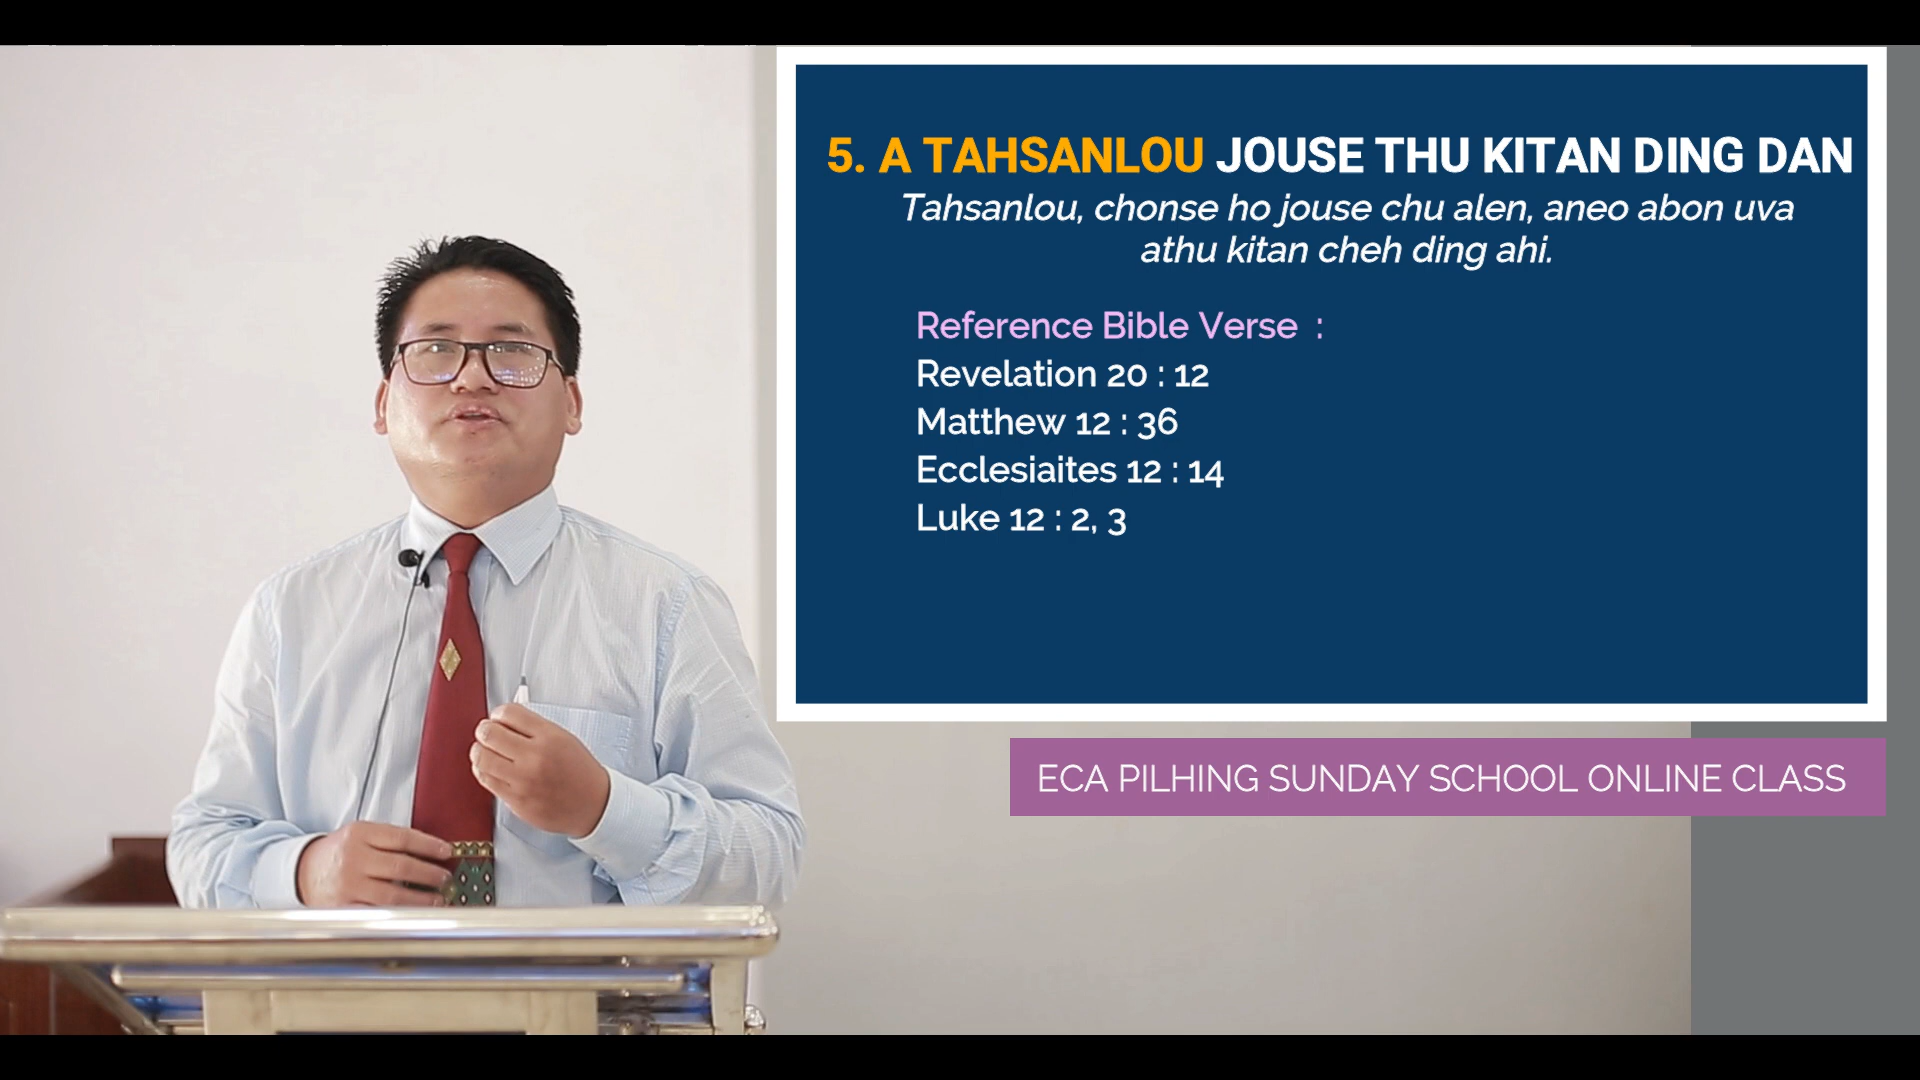 5. A TAHSANLOU JOUSE THU KITAN DING DAN
Tahsanlou, chonse ho jouse chu alen, aneo abon uva
athu kitan cheh ding ahi.
Reference Bible Verse :
Revelation 20 : 12
Matthew 12 : 36
Ecclesiaites 12 : 14
Luke 12 : 2, 3
ECA PILHING SUNDAY SCHOOL ONLINE CLASS